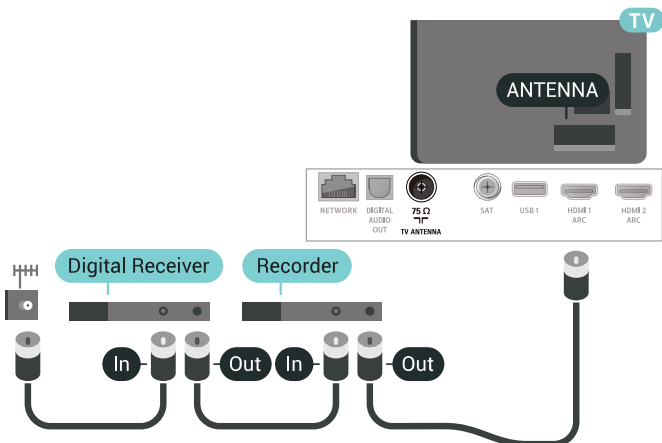 TV
ANTENNA
NETWORK
DIGITAL
AUDIO
OUT
75 Ω
TV ANTENNA
SAT
USB 1
HDMI 1
ARC
HDMI 2
ARC
Digital Receiver
Recorder
In
Out
In
Out